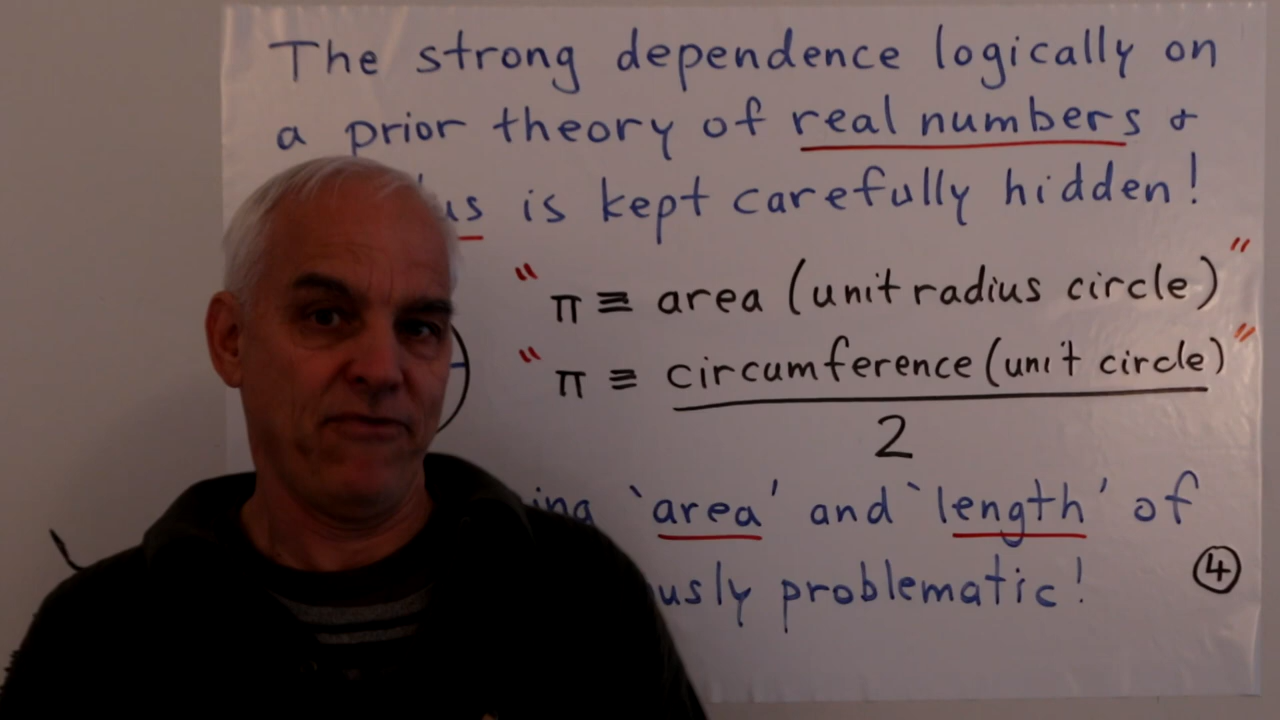 The strong dependence logically on
a prior theory of real numbers &
is kept carefully hidden!
" π ≡ area (unit radius circle) "
" π ≡ circumference (unit circle) "
2
'area' and 'length' of
problematic!
4